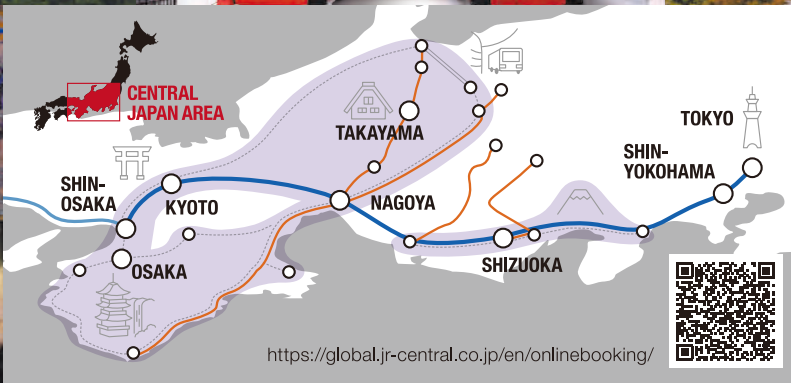 CENTRAL
JAPAN AREA
TOKYO
TAKAYAMA
SHIN-
YOKOHAMA
SHIN-
OSAKA
KYOTO
NAGOYA
OSAKA
SHIZUOKA
https://global.jr-central.co.jp/en/onlinebooking/